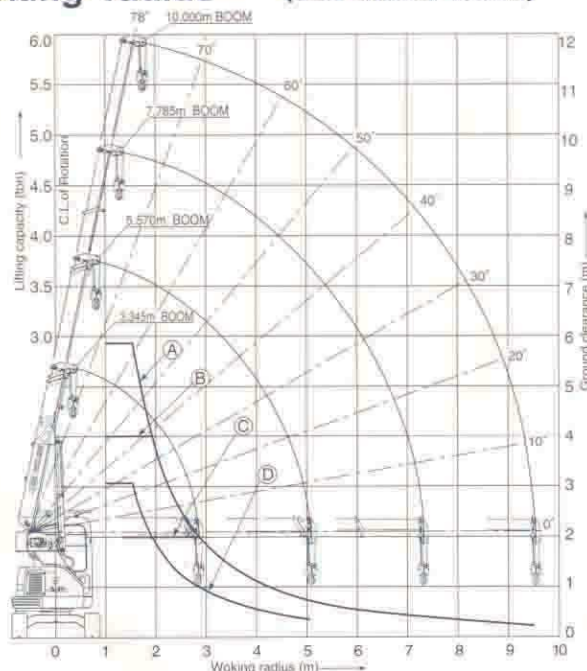 78° 10.000m BOOM
6.0 70° 12
60°
5.5 11
7.785m BOOM
5.0 50° 10
C.L.of Rotation
Lifting capacity (ton)
4.5 9
40°
5.570m BOOM
4.0 8
3.5 30° 7
3.345m BOOM
3.0 6
Ground clearance (m)
A
20°
B 5
C 4
D 10°
3
0°
2
1
0
0 1 2 3 4 5 6 7 8 9 10
Woking radius (m)